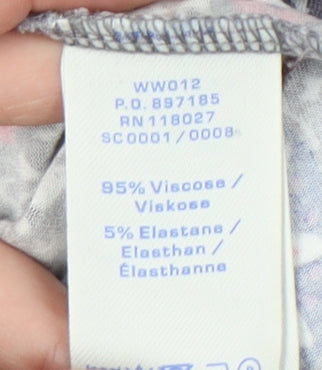 WW012
P.O. 897185
RN 118027
SC0001/0008
95% Viscose /
Viskose
5% Elastane /
Elasthan /
Élasthanne